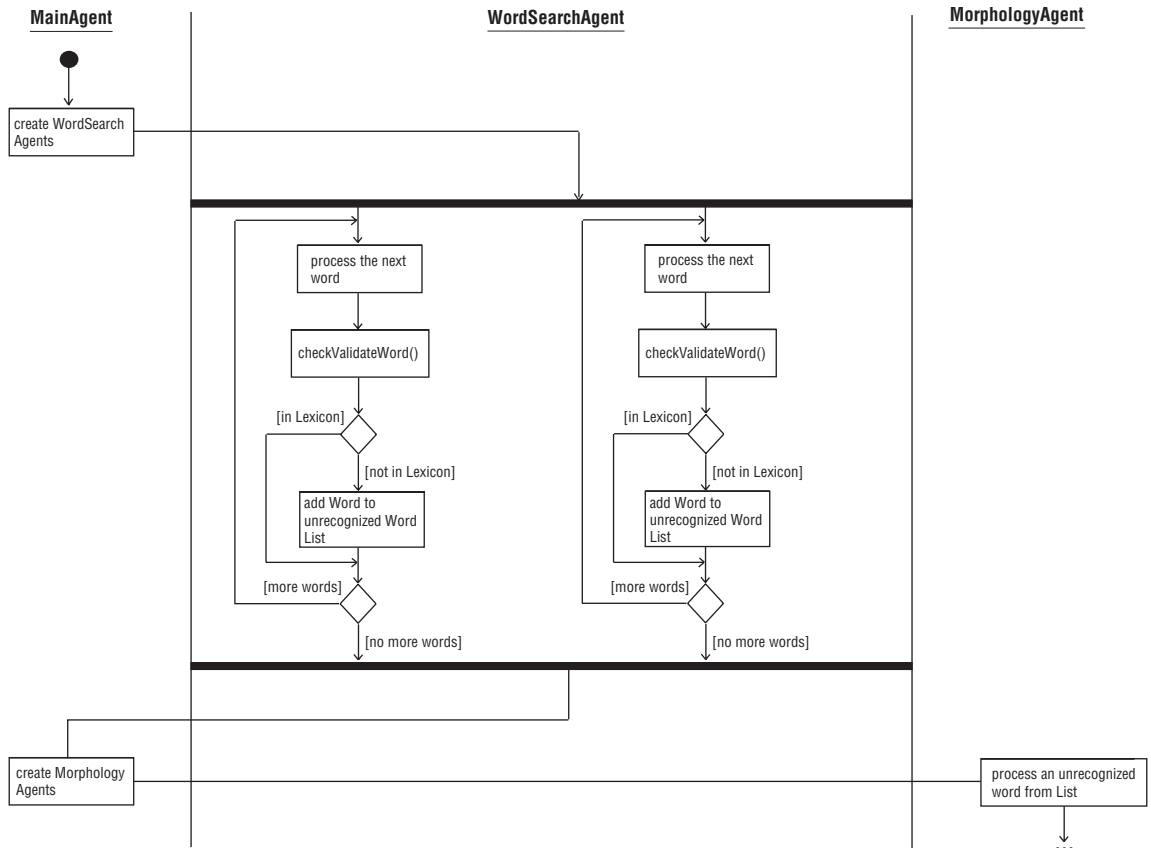 MainAgent
WordSearchAgent
MorphologyAgent
create WordSearch
Agents
process the next
word
process the next
word
checkValidateWord()
checkValidateWord()
[in Lexicon]
[in Lexicon]
[not in Lexicon]
[not in Lexicon]
add Word to
unrecognized Word
List
add Word to
unrecognized Word
List
[more words]
[more words]
[no more words]
[no more words]
create Morphology
Agents
process an unrecognized
word from List
...